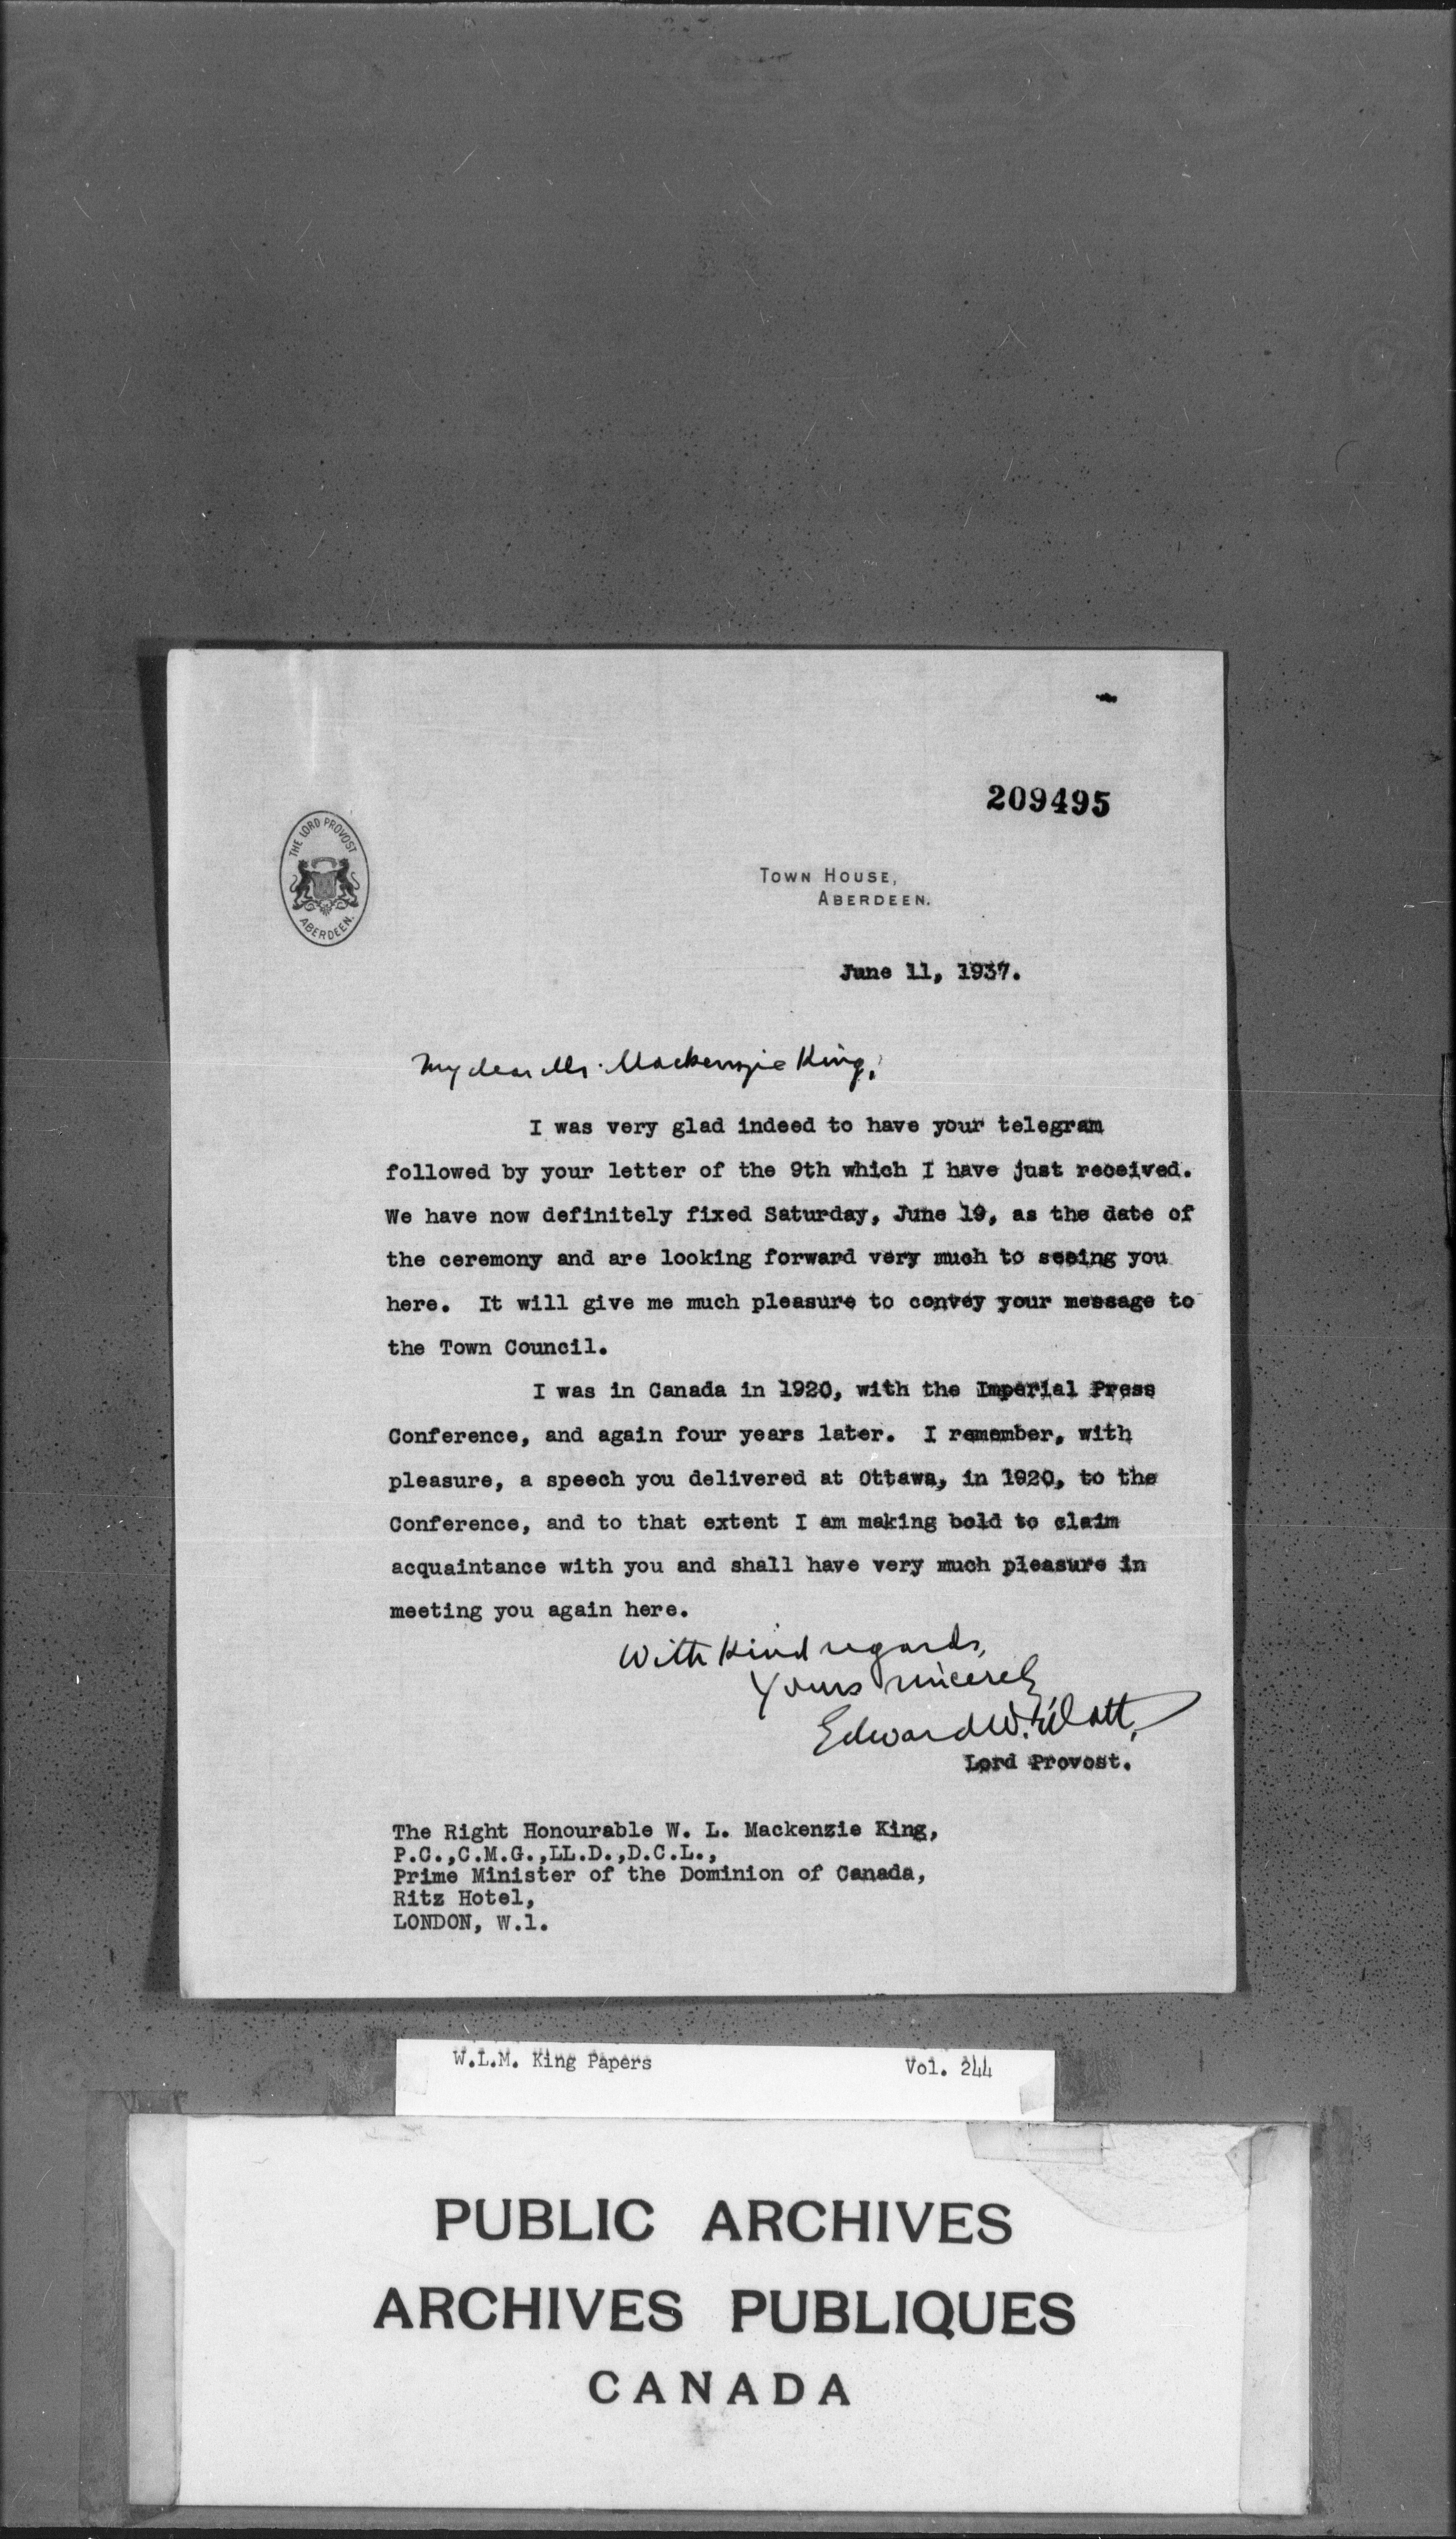 209495
THE LORD PROVOST
ABERDEEN.
TOWN HOUSE,
ABERDEEN.
June 11, 1937.
My dear Mr. Mackenzie King,
I was very glad indeed to have your telegram
followed by your letter of the 9th which I have just received.
We have now definitely fixed Saturday, June 19, as the date of
the ceremony and are looking forward very much to seeing you
here. It will give me much pleasure to convey your message to
the Town Council.
I was in Canada in 1920, with the Imperial Press
Conference, and again four years later. I remember, with
pleasure, a speech you delivered at Ottawa, in 1920, to the
Conference, and to that extent I am making bold to claim
acquaintance with you and shall have very much pleasure in
meeting you again here.
With kind regards,
Yours sincerely
Edward W. Watt,
Lord Provost.
The Right Honourable W. L. Mackenzie King,
P.C.,C.M.G.,LL.D.,D.C.L.,
Prime Minister of the Dominion of Canada,
Ritz Hotel,
LONDON, W.1.
W.L.M. King Papers Vol. 244
PUBLIC ARCHIVES
ARCHIVES PUBLIQUES
CANADA